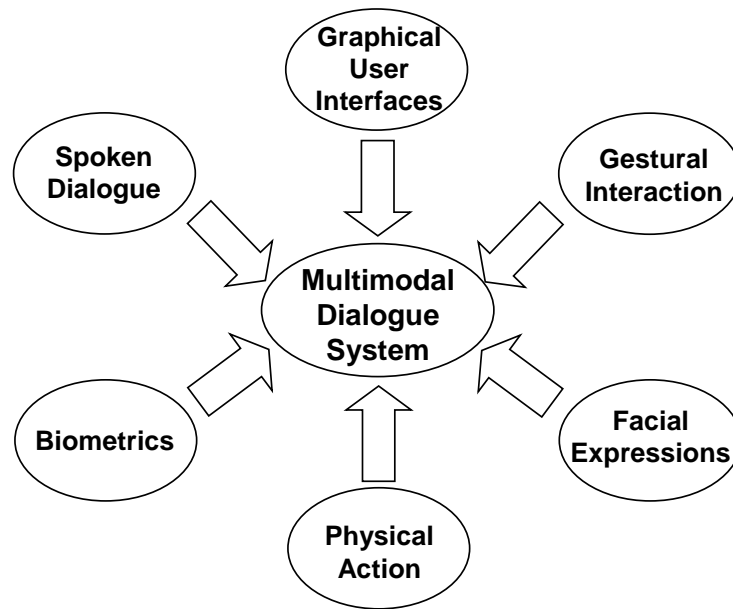 Graphical
User
Interfaces
Spoken
Dialogue
Gestural
Interaction
Multimodal
Dialogue
System
Biometrics
Facial
Expressions
Physical
Action